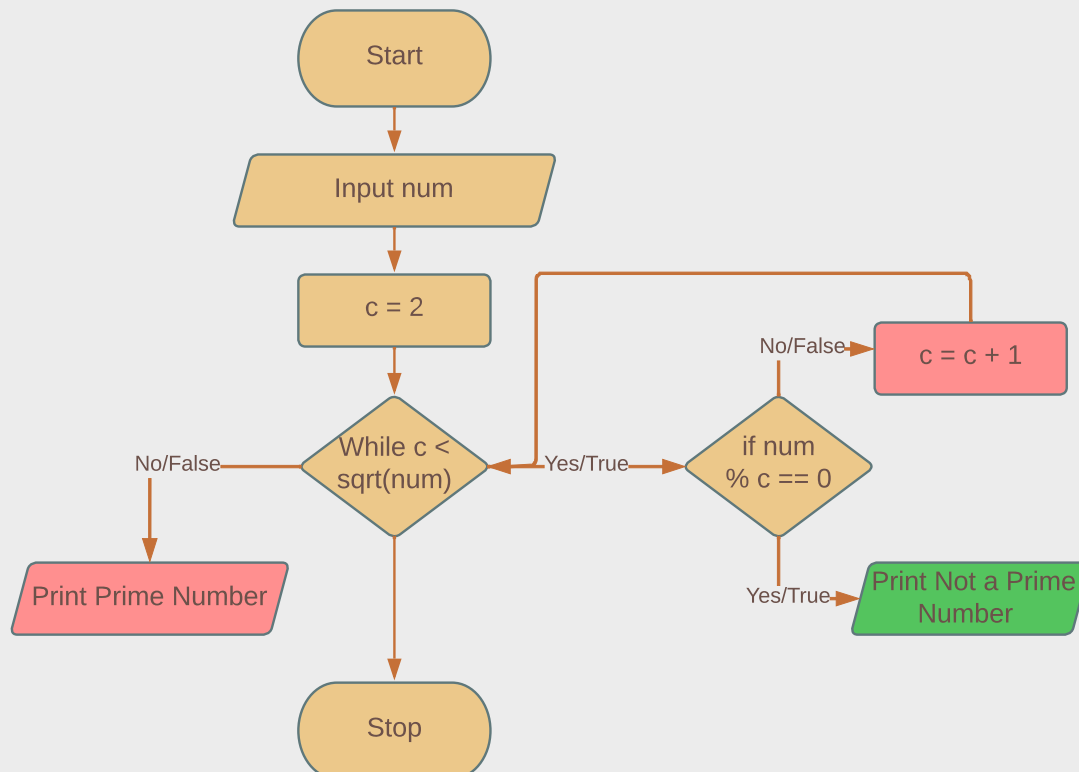 Start
Input num
c = 2
No/False
c = c + 1
While c <
sqrt(num)
if num
% c == 0
No/False
Yes/True
Print Prime Number
Yes/True
Print Not a Prime
Number
Stop